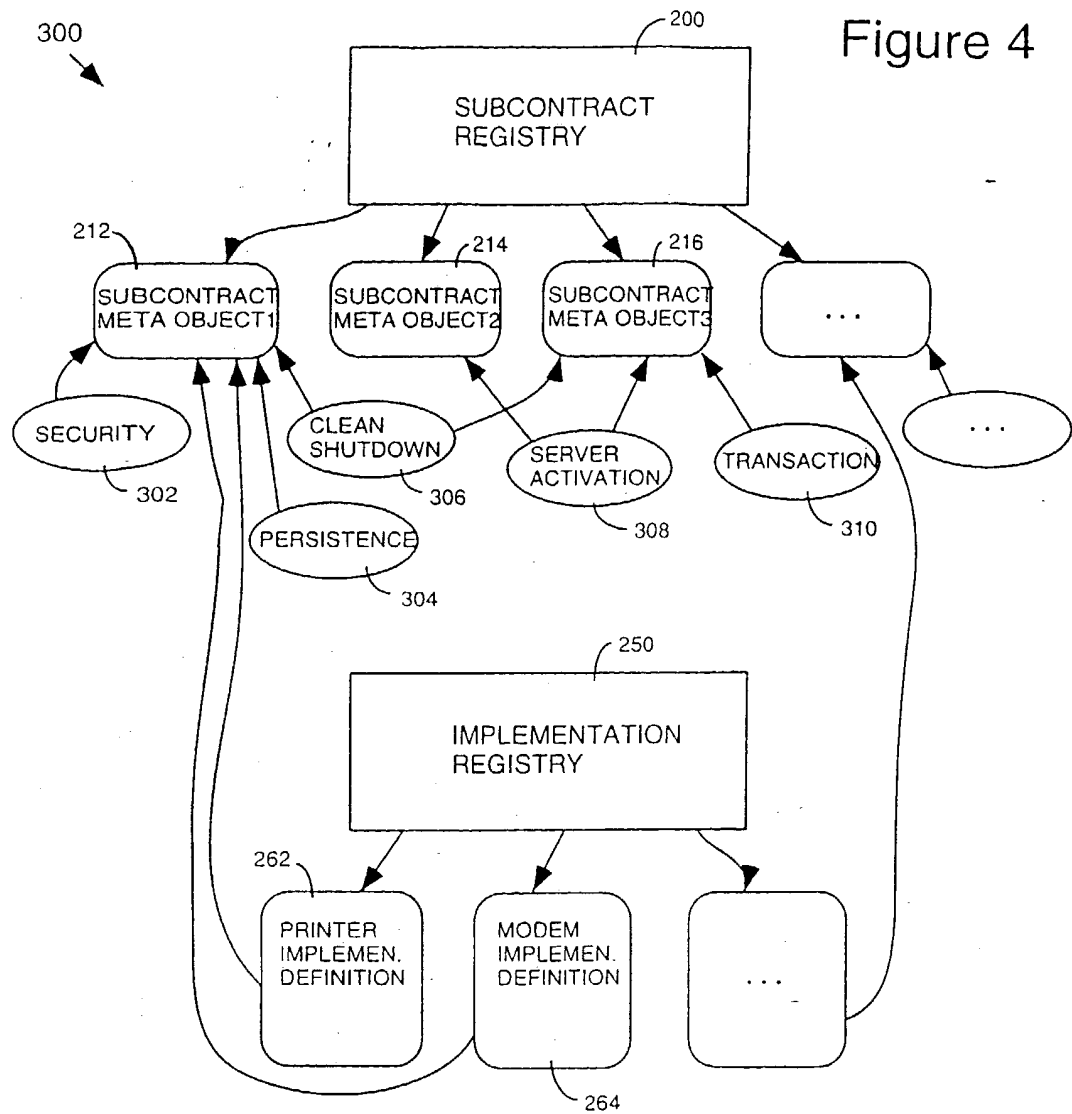 300
200
Figure 4
SUBCONTRACT
REGISTRY
212
214
216
SUBCONTRACT
META OBJECT1
SUBCONTRACT
META OBJECT2
SUBCONTRACT
META OBJECT3
...
SECURITY
302
CLEAN
SHUTDOWN
306
SERVER
ACTIVATION
308
TRANSACTION
310
...
PERSISTENCE
304
250
IMPLEMENTATION
REGISTRY
262
PRINTER
IMPLEMEN.
DEFINITION
MODEM
IMPLEMEN.
DEFINITION
264
...